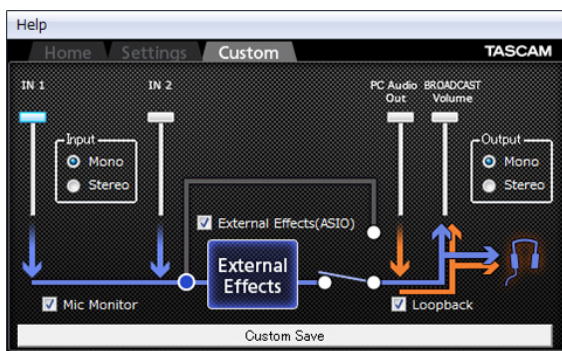 Help
Home Settings Custom TASCAM
IN 1 IN 2 PC Audio Out BROADCAST Volume
Input
Mono
Stereo
Output
Mono
Stereo
External Effects(ASIO)
External
Effects
Mic Monitor
Loopback
Custom Save